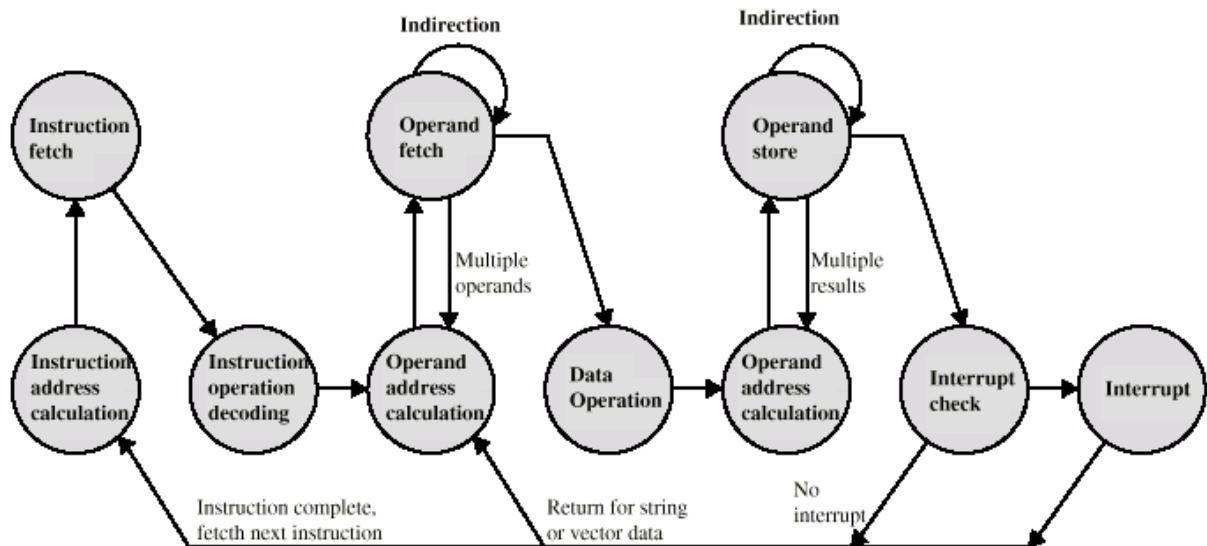 Indirection
Indirection
Instruction
fetch
Operand
fetch
Operand
store
Multiple
operands
Multiple
results
Instruction
address
calculation
Instruction
operation
decoding
Operand
address
calculation
Data
Operation
Operand
address
calculation
Interrupt
check
Interrupt
Instruction complete,
fetcth next instruction
Return for string
or vector data
No
interrupt